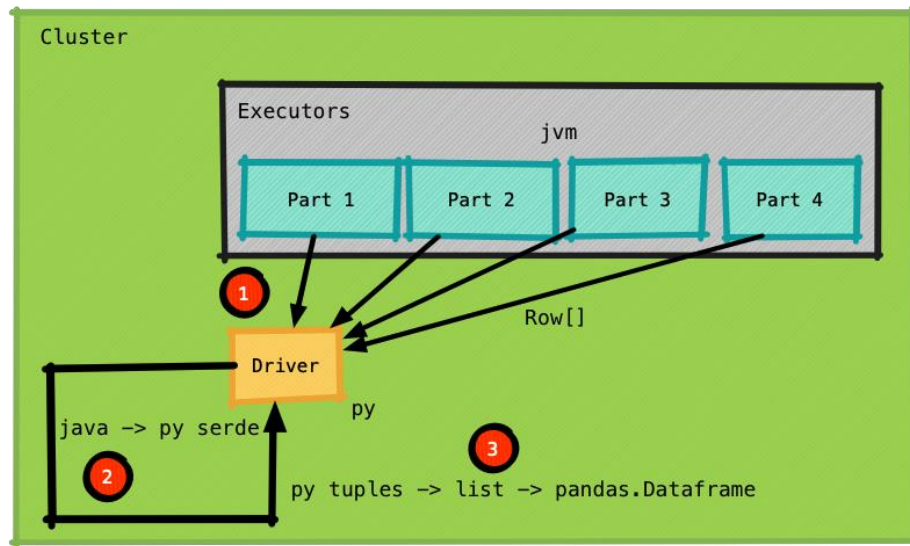 Cluster
Executors
jvm
Part 1
Part 2
Part 3
Part 4
1
Row[]
Driver
py
java -> py serde
3
2
py tuples -> list -> pandas.Dataframe